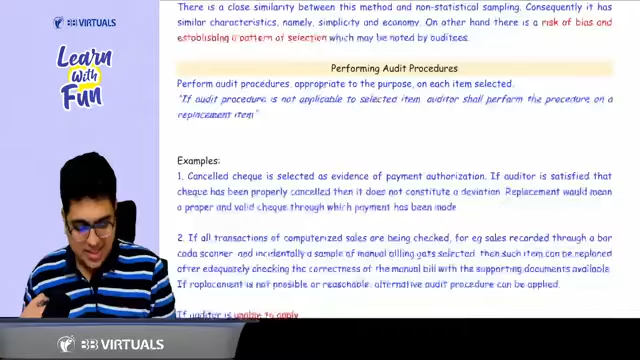 BB VIRTUALS
Learn
With
Fun
There is a close similarity between this method and non-statistical sampling. Consequently it has
similar characteristics, namely, simplicity and economy. On other hand there is a risk of bias and
establishing a pattern of selection which may be noted by auditees.
Performing Audit Procedures
Perform audit procedures, appropriate to the purpose, on each item selected.
"If audit procedure is not applicable to selected item auditor shall perform the procedure on a
replacement item"
Examples:
1. Cancelled cheque is selected as evidence of payment authorization. If auditor is satisfied that
cheque has been properly cancelled then it does not constitute a deviation. Replacement would mean
a proper and valid cheque through which payment has been made
2. If all transactions of computerized sales are being checked, for eg sales recorded through a bar
code scanner and incidentally a sample of manual billing gets selected then such item can be replaced
after adequately checking the correctness of the manual bill with the supporting documents available.
If replacement is not possible or reasonable, alternative audit procedure can be applied.
If auditor is unable to apply
BB VIRTUALS
BB VIRTUALS